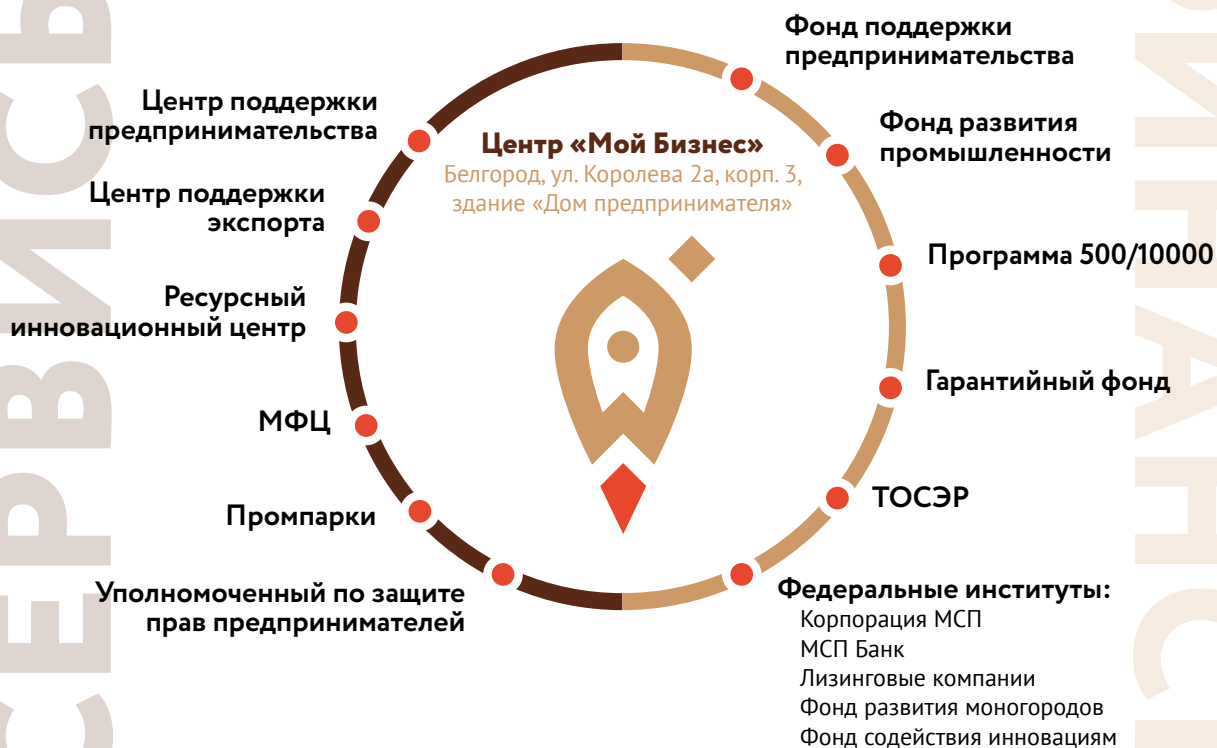 Фонд поддержки
предпринимательства
Центр поддержки
предпринимательства
Фонд развития
промышленности
Центр «Мой Бизнес»
Белгород, ул. Королева 2а, корп. 3,
здание «Дом предпринимателя»
Центр поддержки
экспорта
Программа 500/10000
Ресурсный
инновационный центр
Гарантийный фонд
МФЦ
ТОСЭР
Промпарки
Уполномоченный по защите
прав предпринимателей
Федеральные институты:
Корпорация МСП
МСП Банк
Лизинговые компании
Фонд развития моногородов
Фонд содействия инновациям